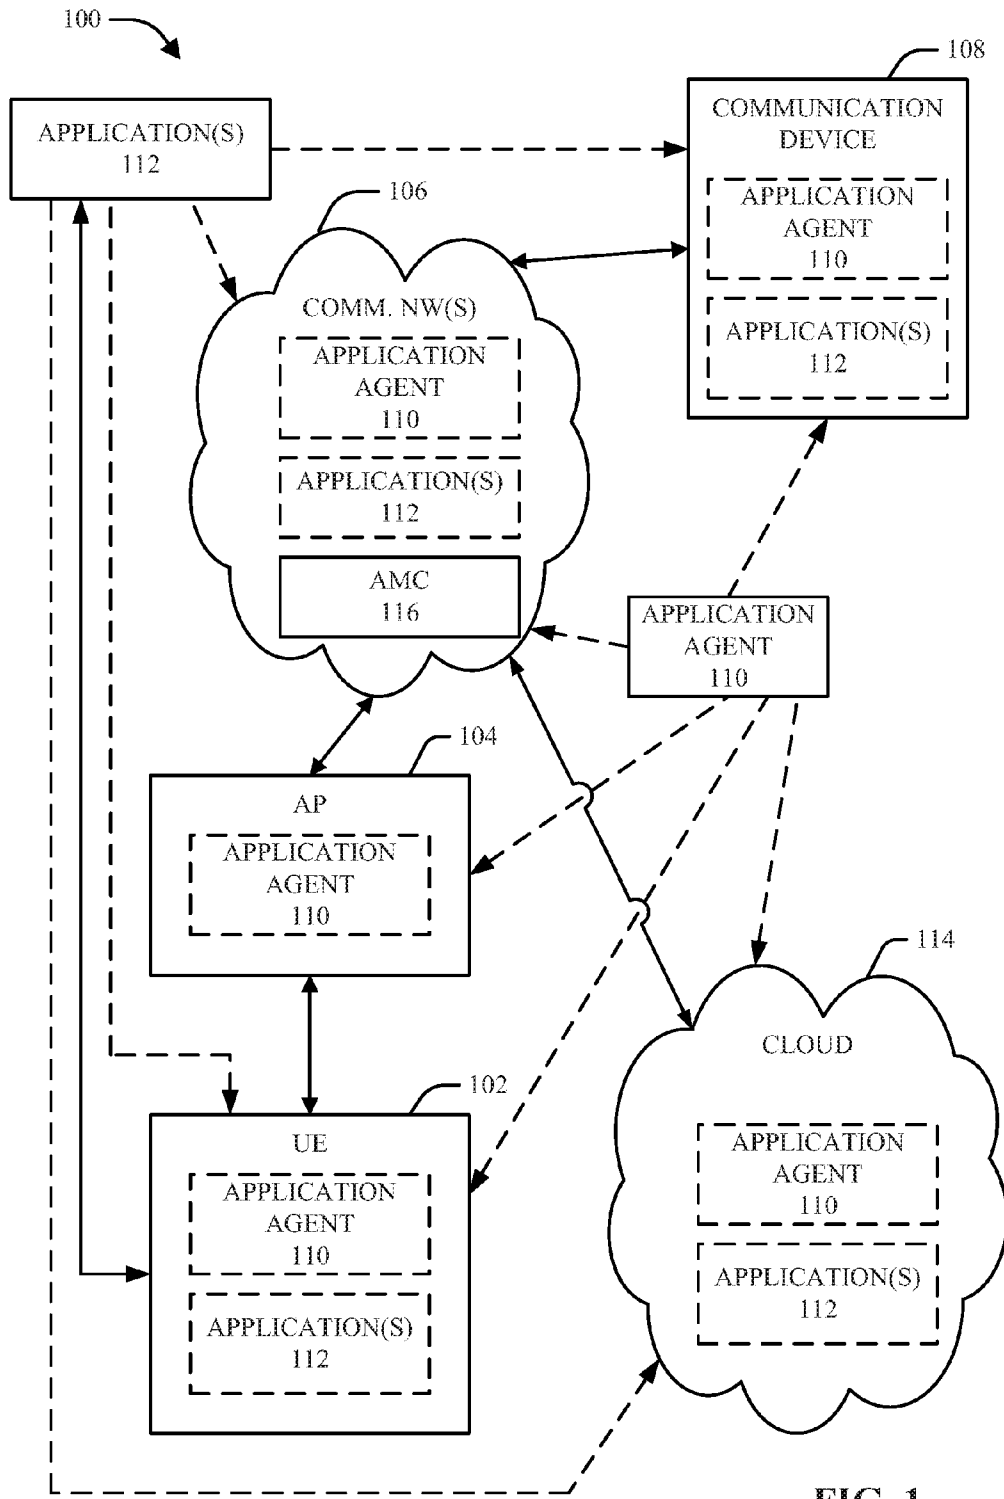 100
108
APPLICATION(S)
112
COMMUNICATION
DEVICE
APPLICATION
AGENT
110
APPLICATION(S)
112
106
COMM. NW(S)
APPLICATION
AGENT
110
APPLICATION(S)
112
AMC
116
APPLICATION
AGENT
110
104
AP
APPLICATION
AGENT
110
114
CLOUD
APPLICATION
AGENT
110
APPLICATION(S)
112
102
UE
APPLICATION
AGENT
110
APPLICATION(S)
112
FIG. 1